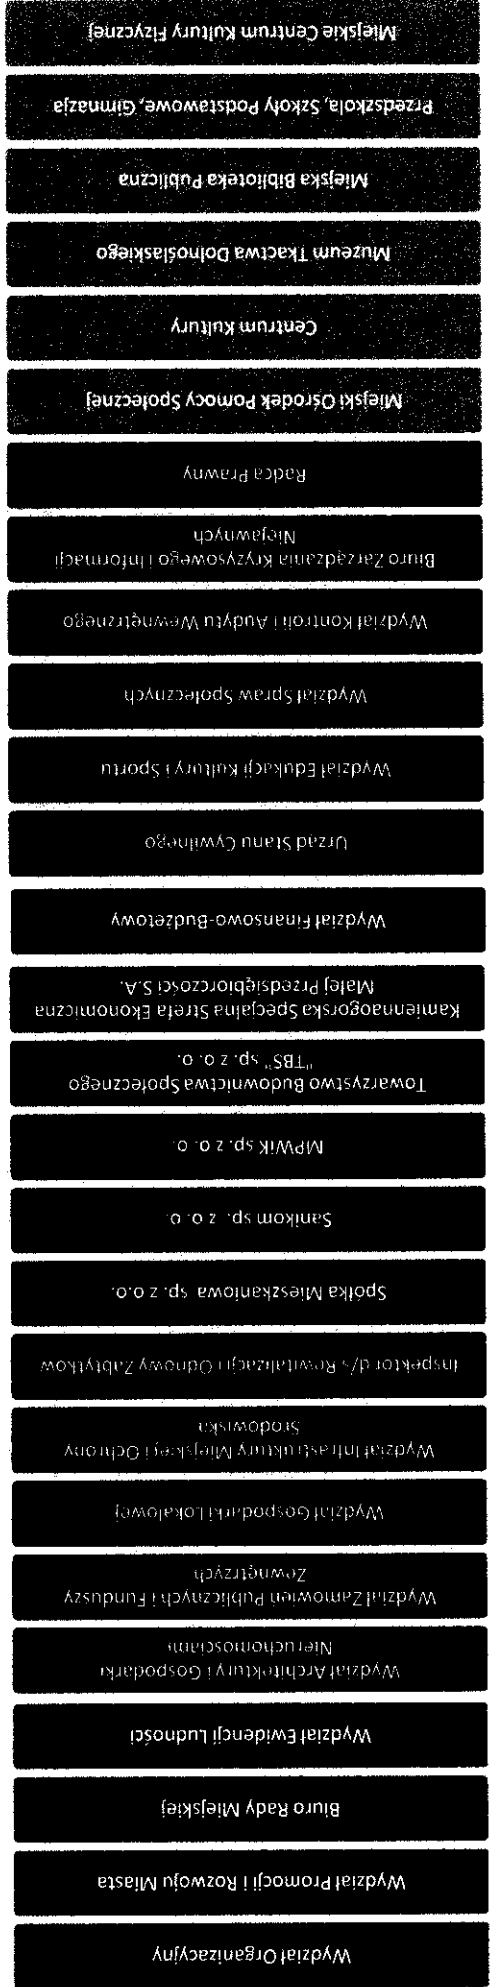 Wydział Organizacyjny
Wydział Promocji i Rozwoju Miasta
Biuro Rady Miejskiej
Wydział Ewidencji Ludności
Wydział Architektury i Gospodarki
Nieruchomościami
Wydział Zamówień Publicznych i Funduszy
Zewnętrzych
Wydział Gospodarki Lokalowej
Wydział Infrastruktury Miejskiej i Ochrony
Środowiska
Inspektor d/s Rewitalizacji i Odnowy Zabtytkow
Spółka Mieszkaniowa sp. z o.o.
Sanikom sp. z o. o.
MPWiK sp. z o. o.
Towarzystwo Budownictwa Społecznego
"TBS" sp. z o. o.
Kamiennaogorska Specjalna Strefa Ekonomiczna
Małej Przedsiębiorczości S.A.
Wydział Finansowo-Budżetowy
Urząd Stanu Cywilnego
Wydział Edukacji Kultury i Sportu
Wydział Spraw Społecznych
Wydział Kontroli i Audytu Wewnętrznego
Biuro Zarządzania Kryzysowego i Informacji
Niejawnych
Radca Prawny
Miejski Ośrodek Pomocy Społecznej
Centrum Kultury
Muzeum Tkactwa Dolnośląskiego
Miejska Biblioteka Publiczna
Przedszkola, Szkoły Podstawowe, Gimnazja
Miejskie Centrum Kultury Fizycznej